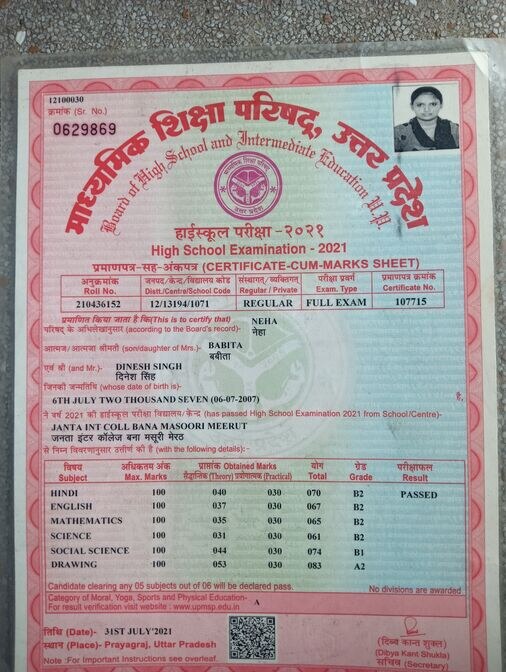 12100030
क्रमांक (Sr. No.)
0629869
माध्यमिक शिक्षा परिषद्, उत्तर प्रदेश
Board of High School and Intermediate Education U.P.
हाईस्कूल परीक्षा -२०२१
High School Examination - 2021
प्रमाणपत्र-सह-अंकपत्र (CERTIFICATE-CUM-MARKS SHEET)
अनुक्रमांक जनपद/केन्द्र/विद्यालय कोड संस्थागत/व्यक्तिगत परीक्षा प्रवर्ग प्रमाणपत्र क्रमांक
Roll No. Distt./Centre/School Code Regular / Private Exam. Type Certificate No.
210436152 12/13194/1071 REGULAR FULL EXAM 107715
प्रमाणित किया जाता है कि(This is to certify that) NEHA
परिषद् के अभिलेखानुसार (according to the Board's record)- नेहा
आत्मज/आत्मजा श्रीमती (son/daughter of Mrs.)- BABITA
बबीता
एवं श्री (and Mr.)- DINESH SINGH
दिनेश सिंह
जिनकी जन्मतिथि (whose date of birth is)-
6TH JULY TWO THOUSAND SEVEN (06-07-2007) है,
ने वर्ष 2021 की हाईस्कूल परीक्षा विद्यालय/केन्द्र (has passed High School Examination 2021 from School/Centre)-
JANTA INT COLL BANA MASOORI MEERUT
जनता इंटर कॉलेज बना मसूरी मेरठ
से निम्न विवरणानुसार उत्तीर्ण की है (with the following details):-
विषय अधिकतम अंक प्राप्तांक Obtained Marks योग ग्रेड परीक्षाफल
Subject Max. Marks सैद्धान्तिक (Theory) प्रयोगात्मक (Practical) Total Grade Result
HINDI 100 040 030 070 B2 PASSED
ENGLISH 100 037 030 067 B2
MATHEMATICS 100 035 030 065 B2
SCIENCE 100 031 030 061 B2
SOCIAL SCIENCE 100 044 030 074 B1
DRAWING 100 053 030 083 A2
Candidate clearing any 05 subjects out of 06 will be declared pass. No divisions are awarded.
Category of Moral, Yoga, Sports and Physical Education- A
For result verification visit website : www.upmsp.edu.in
तिथि (Date)- 31ST JULY'2021
स्थान (Place)- Prayagraj, Uttar Pradesh
Note :For Important Instructions see overleaf.
(दिव्य कान्त शुक्ल)
(Dibya Kant Shukla)
सचिव (Secretary)